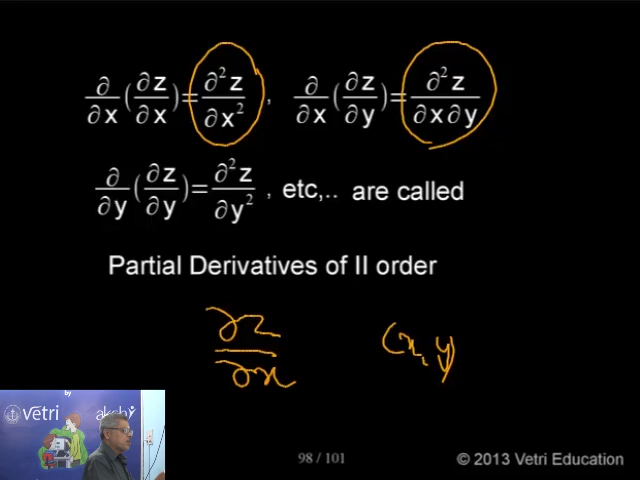 ∂/∂x (∂z/∂x) = ∂²z/∂x² , ∂/∂x (∂z/∂y) = ∂²z/∂x∂y
∂/∂y (∂z/∂y) = ∂²z/∂y² , etc,.. are called
Partial Derivatives of II order
∂z/∂x (x, y)
by
vetri
98 / 101
© 2013 Vetri Education